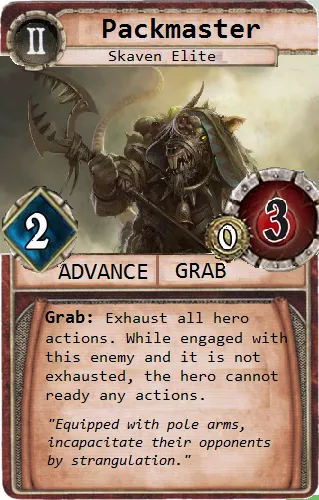 II
Packmaster
Skaven Elite
2
0
3
ADVANCE
GRAB
Grab: Exhaust all hero
actions. While engaged with
this enemy and it is not
exhausted, the hero cannot
ready any actions.
"Equipped with pole arms,
incapacitate their opponents
by strangulation."